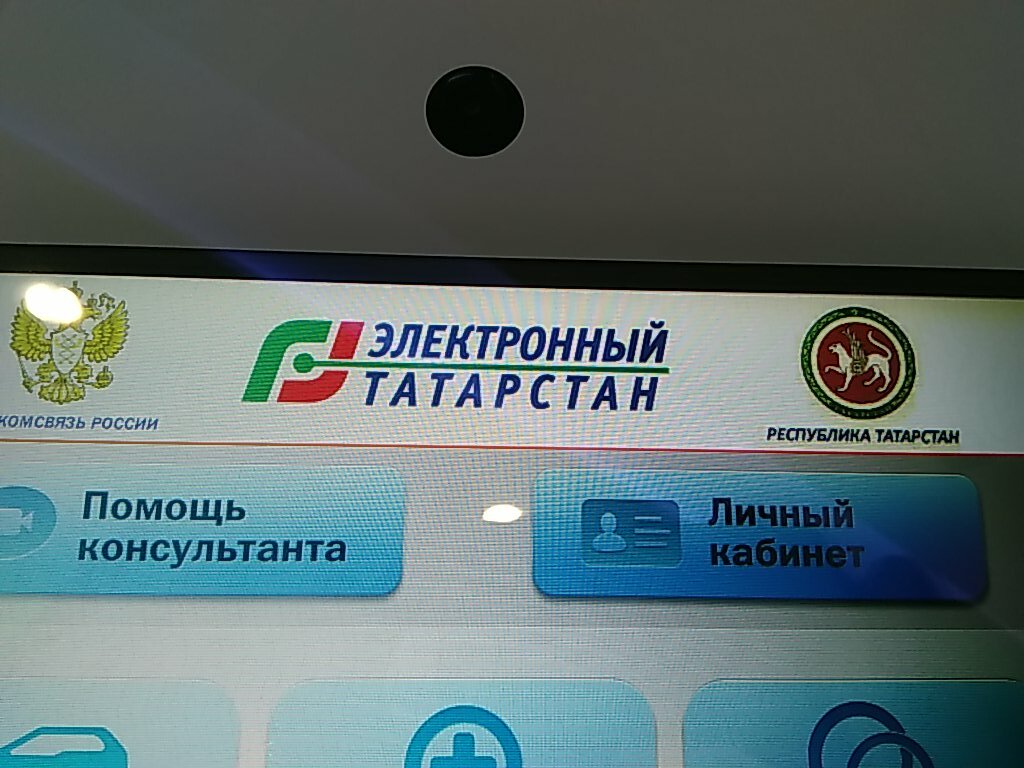 ЭЛЕКТРОННЫЙ
ТАТАРСТАН
КОМСВЯЗЬ РОССИИ
РЕСПУБЛИКА ТАТАРСТАН
Помощь
консультанта
Личный
кабинет